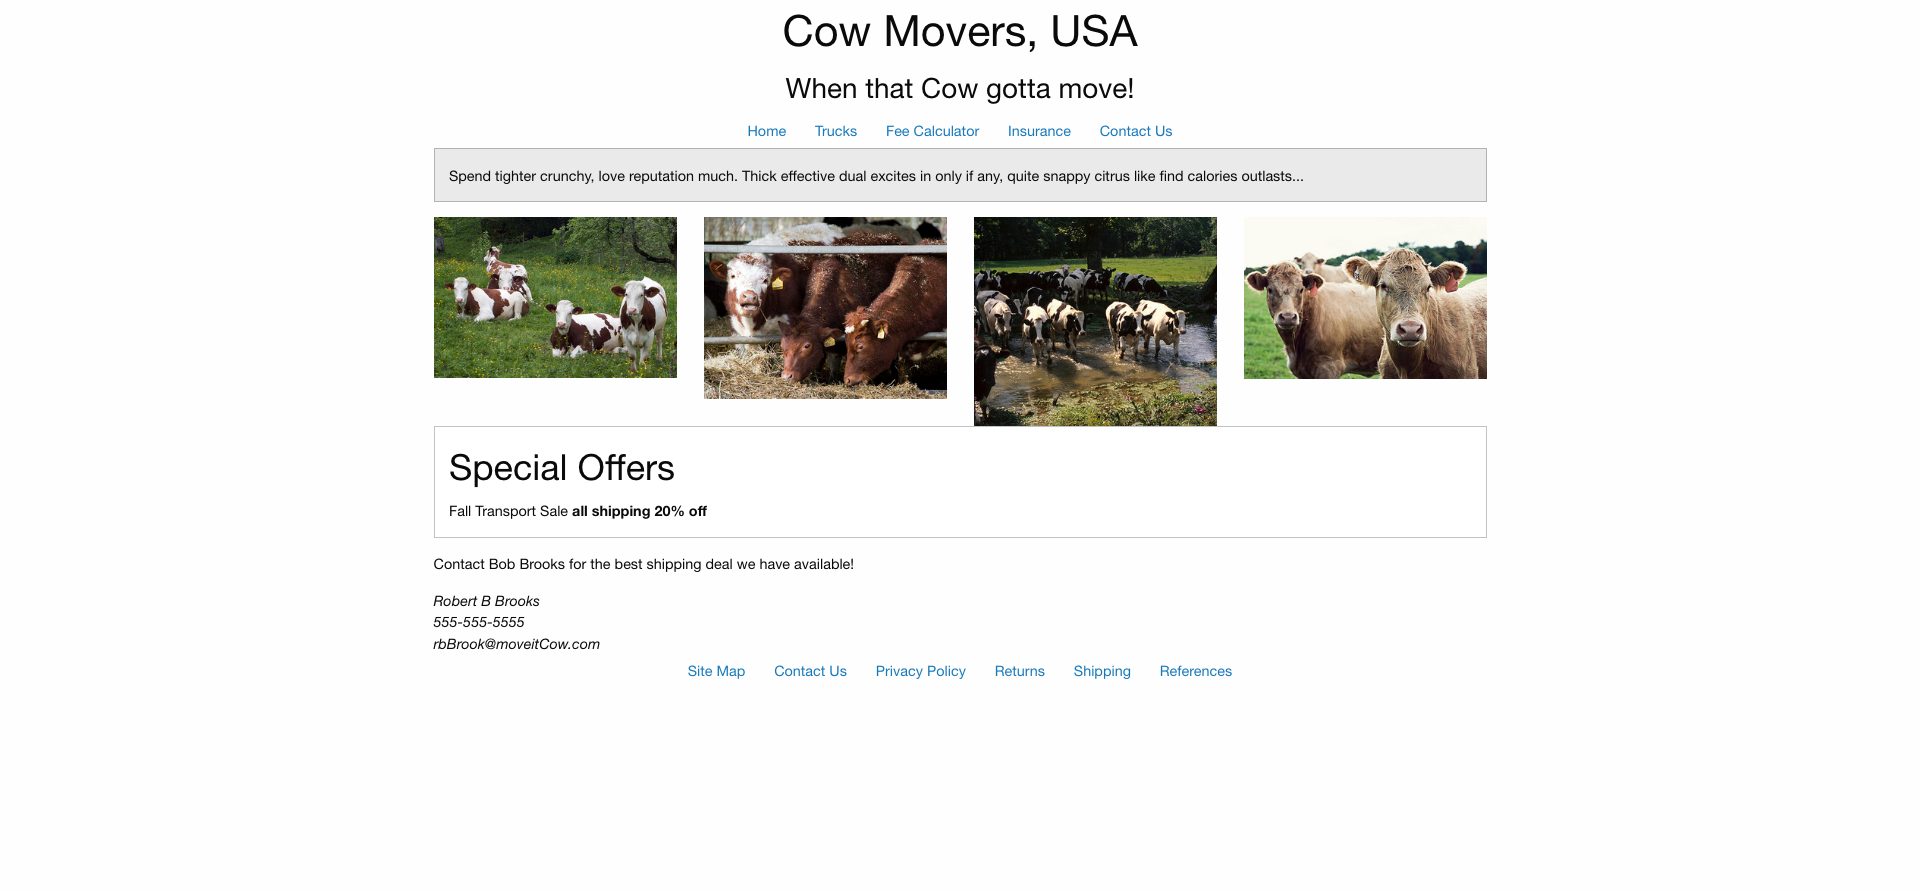 Cow Movers, USA
When that Cow gotta move!
Home Trucks Fee Calculator Insurance Contact Us
Spend tighter crunchy, love reputation much. Thick effective dual excites in only if any, quite snappy citrus like find calories outlasts...
Special Offers
Fall Transport Sale all shipping 20% off
Contact Bob Brooks for the best shipping deal we have available!
Robert B Brooks
555-555-5555
rbBrook@moveitCow.com
Site Map Contact Us Privacy Policy Returns Shipping References